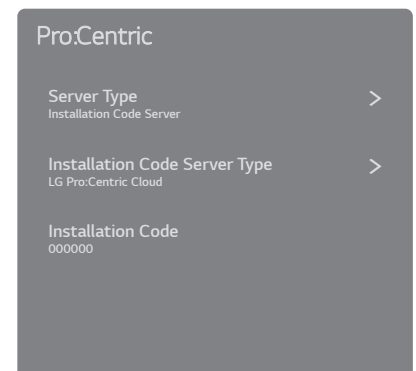 Pro:Centric
Server Type
Installation Code Server
Installation Code Server Type
LG Pro:Centric Cloud
Installation Code
000000